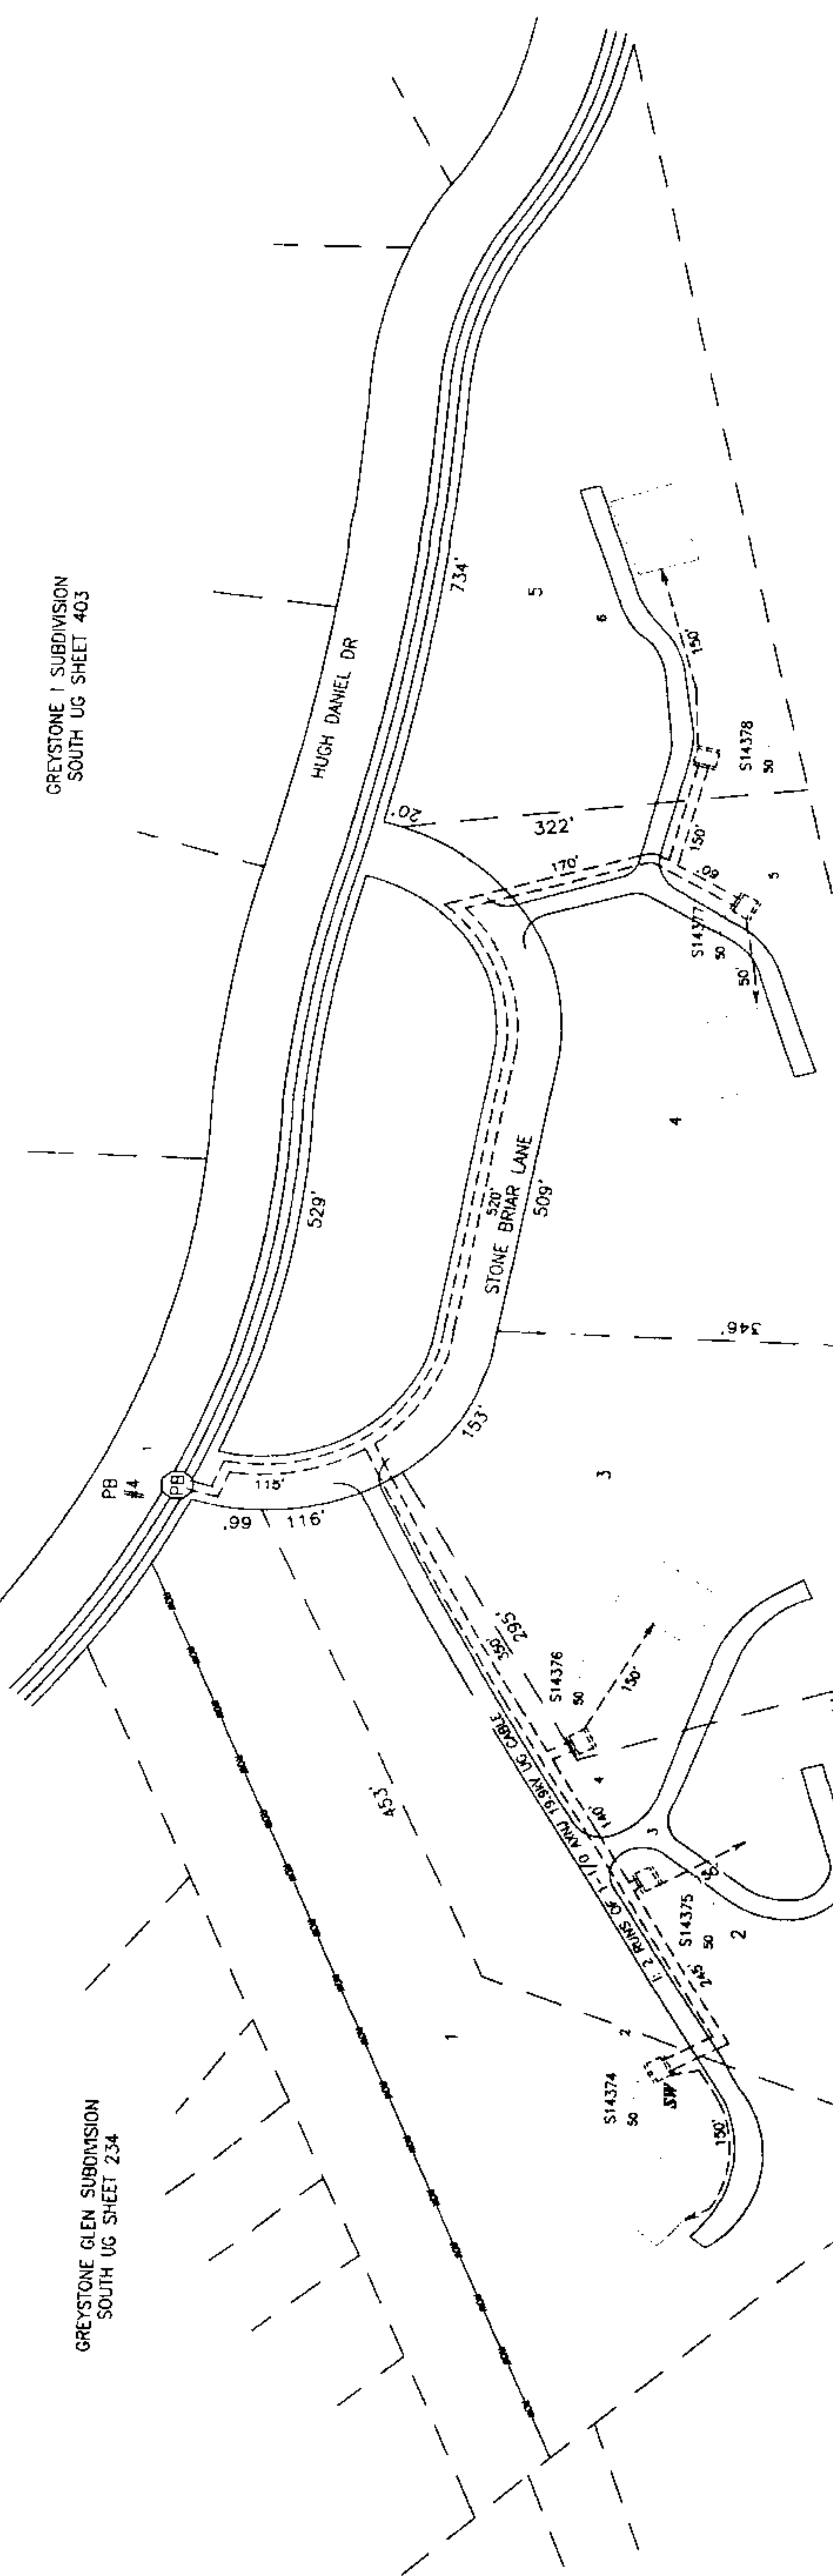 GREYSTONE I SUBDIVISION
SOUTH UG SHEET 403
HUGH DANIEL DR
734'
5
6
150'
S14378
50
20'
322'
170'
150'
60'
5
S14377
50
50'
4
529'
520'
STONE BRIAR LANE
509'
346'
153'
3
1
PB
#4
PB
115'
66'
116'
295'
350'
S14376
50
150'
453'
1: 2 RUNS OF 1-1/0 AXNJ 19.9KV UG CABLE
4
140'
3
S14375
50
2
245'
1
2
S14374
50
SW
150'
GREYSTONE GLEN SUBDIVISION
SOUTH UG SHEET 234